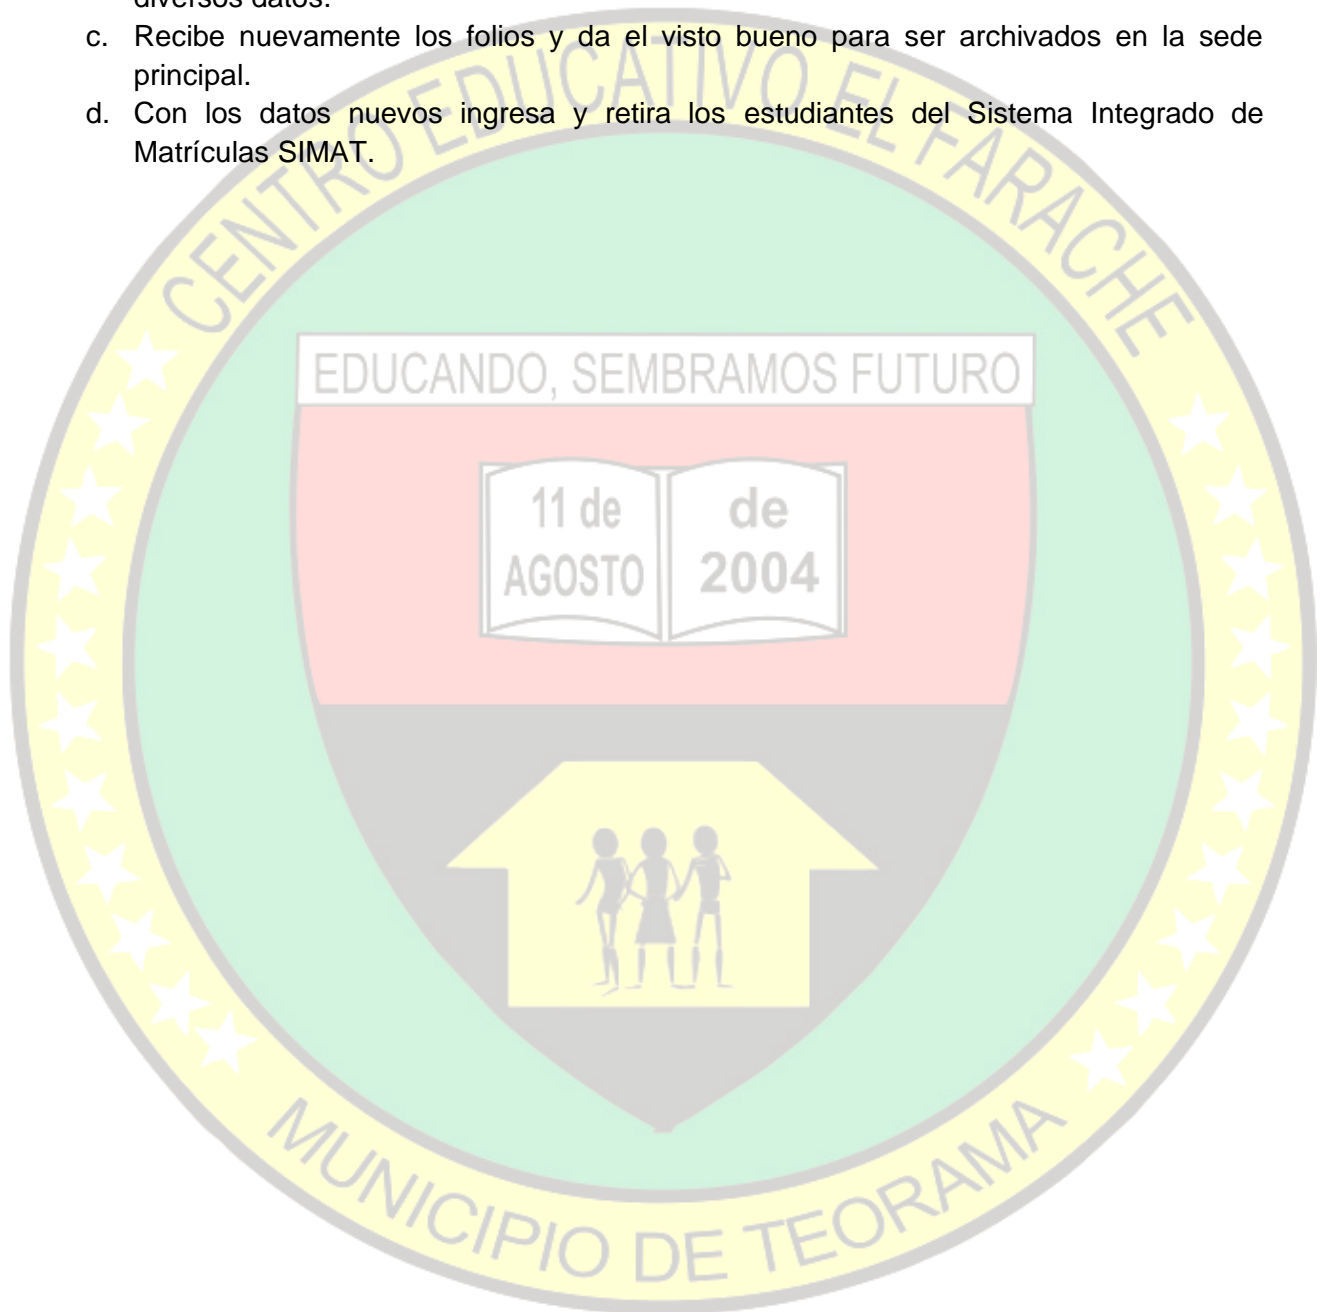 diversos datos.
c. Recibe nuevamente los folios y da el visto bueno para ser archivados en la sede
principal.
d. Con los datos nuevos ingresa y retira los estudiantes del Sistema Integrado de
Matrículas SIMAT.
CENTRO EDUCATIVO EL FARACHE
EDUCANDO, SEMBRAMOS FUTURO
11 de
AGOSTO
de
2004
MUNICIPIO DE TEORAMA